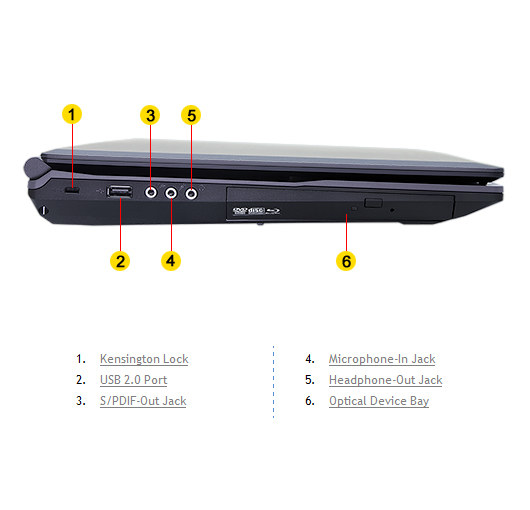 1
3
5
disc
2
4
6
1. Kensington Lock
2. USB 2.0 Port
3. S/PDIF-Out Jack
4. Microphone-In Jack
5. Headphone-Out Jack
6. Optical Device Bay